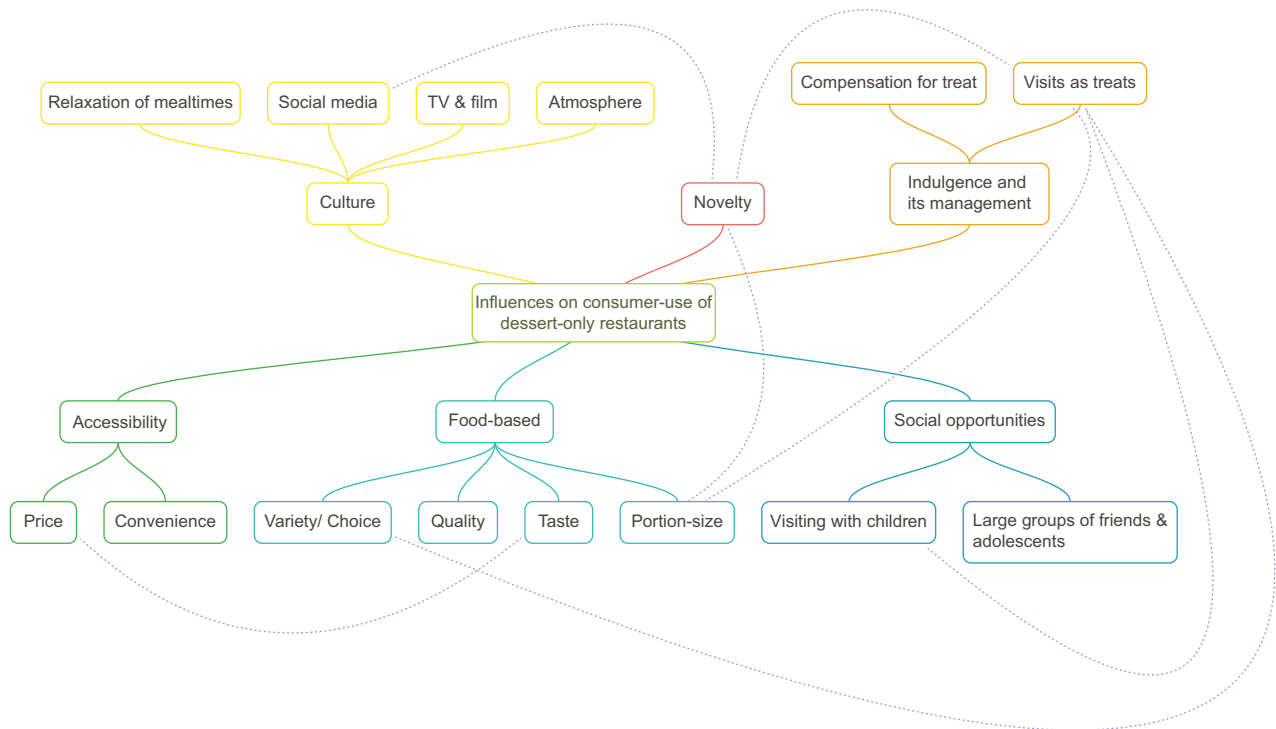 Relaxation of mealtimes
Social media
TV & film
Atmosphere
Compensation for treat
Visits as treats
Culture
Novelty
Indulgence and
its management
Influences on consumer-use of
dessert-only restaurants
Accessibility
Food-based
Social opportunities
Price
Convenience
Variety/ Choice
Quality
Taste
Portion-size
Visiting with children
Large groups of friends &
adolescents